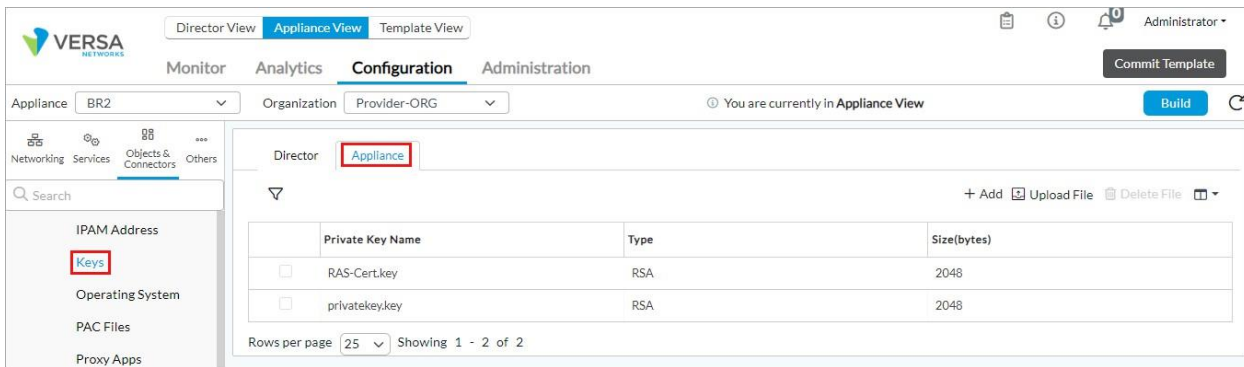 VERSA
NETWORKS
Director View Appliance View Template View
0
Administrator
Monitor Analytics Configuration Administration
Commit Template
Appliance BR2 Organization Provider-ORG You are currently in Appliance View Build
Networking Services Objects & Connectors Others
Search
Director Appliance
+ Add Upload File Delete File
IPAM Address
Keys
Operating System
PAC Files
Proxy Apps
Private Key Name Type Size(bytes)
RAS-Cert.key RSA 2048
privatekey.key RSA 2048
Rows per page 25 Showing 1 - 2 of 2